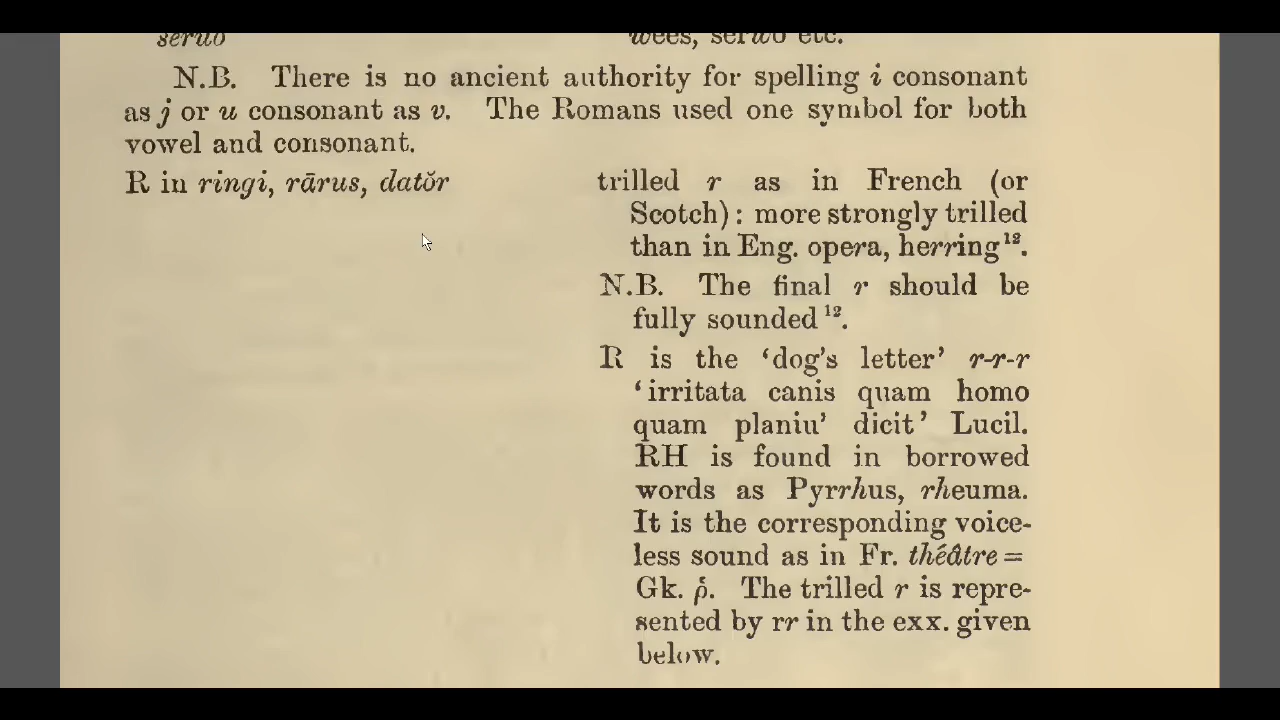 seruo
wees, serwo etc.
N.B. There is no ancient authority for spelling i consonant
as j or u consonant as v. The Romans used one symbol for both
vowel and consonant.
R in ringi, rārus, datŏr
trilled r as in French (or
Scotch) : more strongly trilled
than in Eng. opera, herring¹².
N.B. The final r should be
fully sounded¹².
R is the ‘dog’s letter’ r-r-r
‘irritata canis quam homo
quam planiu’ dicit’ Lucil.
RH is found in borrowed
words as Pyrrhus, rheuma.
It is the corresponding voice-
less sound as in Fr. théâtre =
Gk. ῥ. The trilled r is repre-
sented by rr in the exx. given
below.